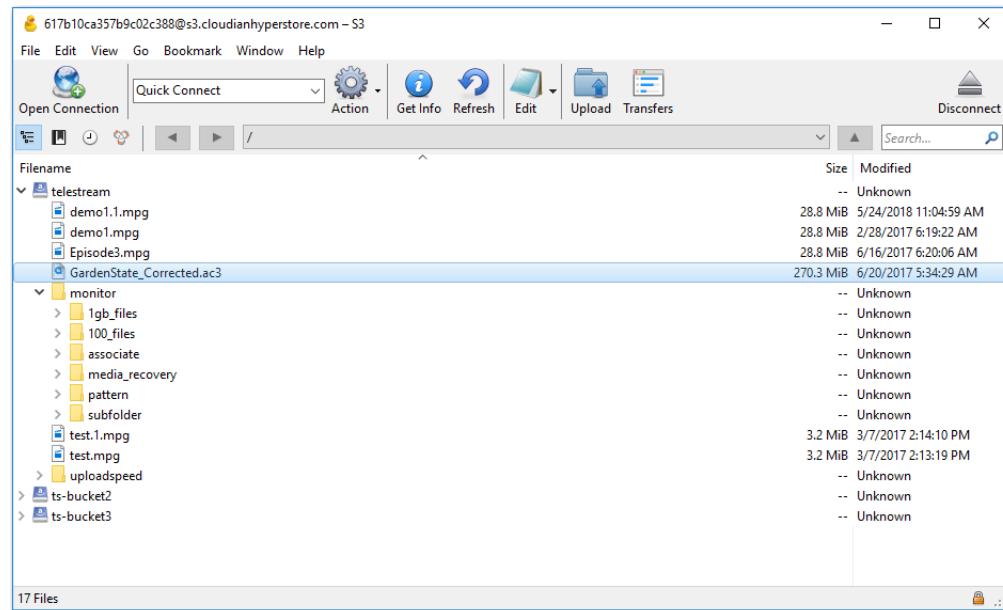 617b10ca357b9c02c388@s3.cloudianhyperstore.com – S3
File Edit View Go Bookmark Window Help
Open Connection Quick Connect Action Get Info Refresh Edit Upload Transfers Disconnect
/ Search...
Filename Size Modified
telestream -- Unknown
demo1.1.mpg 28.8 MiB 5/24/2018 11:04:59 AM
demo1.mpg 28.8 MiB 2/28/2017 6:19:22 AM
Episode3.mpg 28.8 MiB 6/16/2017 6:20:06 AM
GardenState_Corrected.ac3 270.3 MiB 6/20/2017 5:34:29 AM
monitor -- Unknown
1gb_files -- Unknown
100_files -- Unknown
associate -- Unknown
media_recovery -- Unknown
pattern -- Unknown
subfolder -- Unknown
test.1.mpg 3.2 MiB 3/7/2017 2:14:10 PM
test.mpg 3.2 MiB 3/7/2017 2:13:19 PM
uploadspeed -- Unknown
ts-bucket2 -- Unknown
ts-bucket3 -- Unknown
17 Files